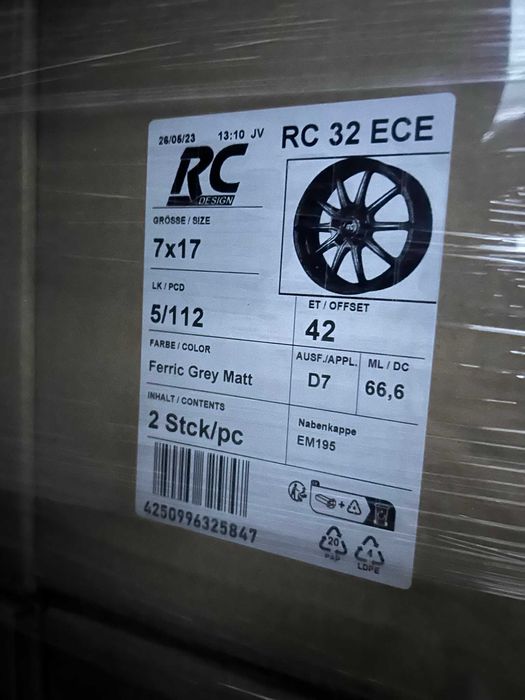 26/05/23 13:10 JV
RC 32 ECE
RC
DESIGN
GRÖSSE / SIZE
7x17
LK / PCD
5/112
ET / OFFSET
42
FARBE / COLOR
Ferric Grey Matt
AUSF./APPL.
D7
ML / DC
66,6
INHALT / CONTENTS
2 Stck/pc
Nabenkappe
EM195
4250996325847
20
PAP
4
LDPE